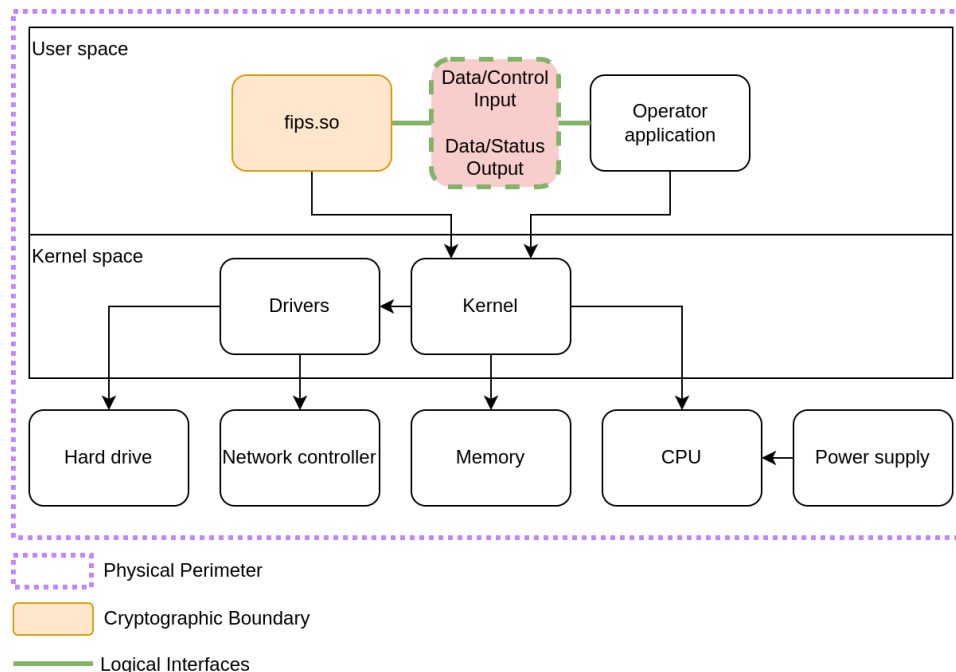 User space
fips.so
Data/Control
Input
Data/Status
Output
Operator
application
Kernel space
Drivers
Kernel
Hard drive
Network controller
Memory
CPU
Power supply
Physical Perimeter
Cryptographic Boundary
Logical Interfaces